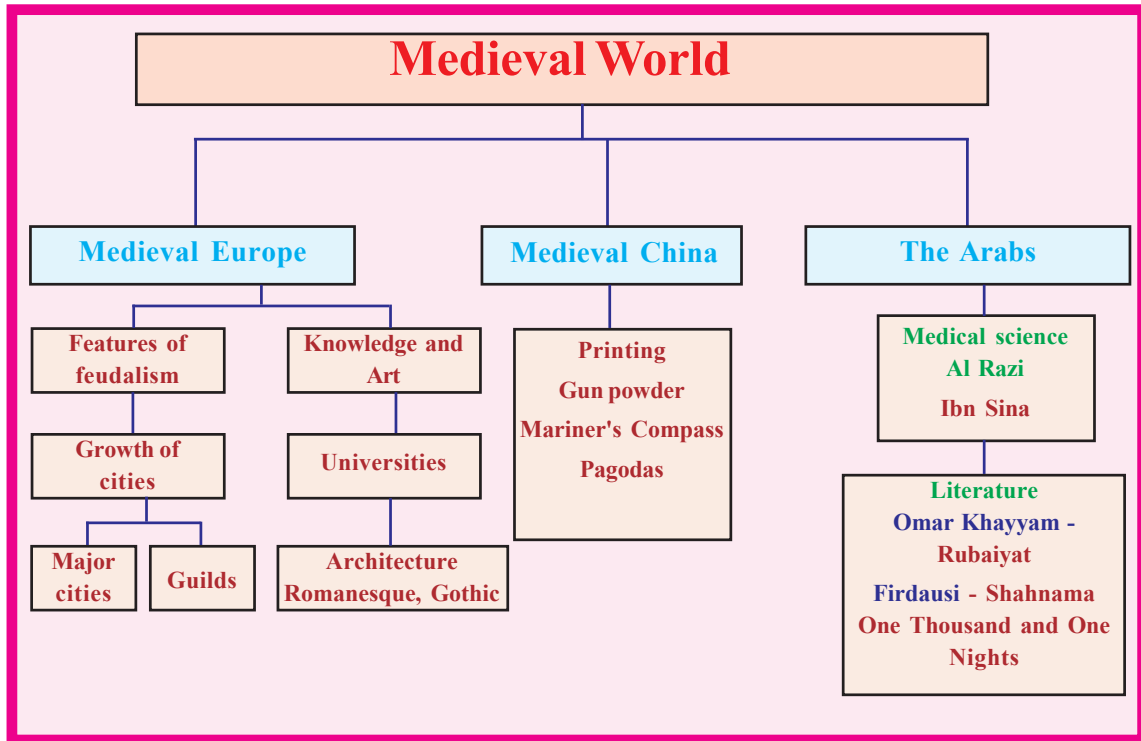 Medieval World
Medieval Europe
Features of
feudalism
Growth of
cities
Major
cities
Guilds
Knowledge and
Art
Universities
Architecture
Romanesque, Gothic
Medieval China
Printing
Gun powder
Mariner's Compass
Pagodas
The Arabs
Medical science
Al Razi
Ibn Sina
Literature
Omar Khayyam -
Rubaiyat
Firdausi - Shahnama
One Thousand and One
Nights